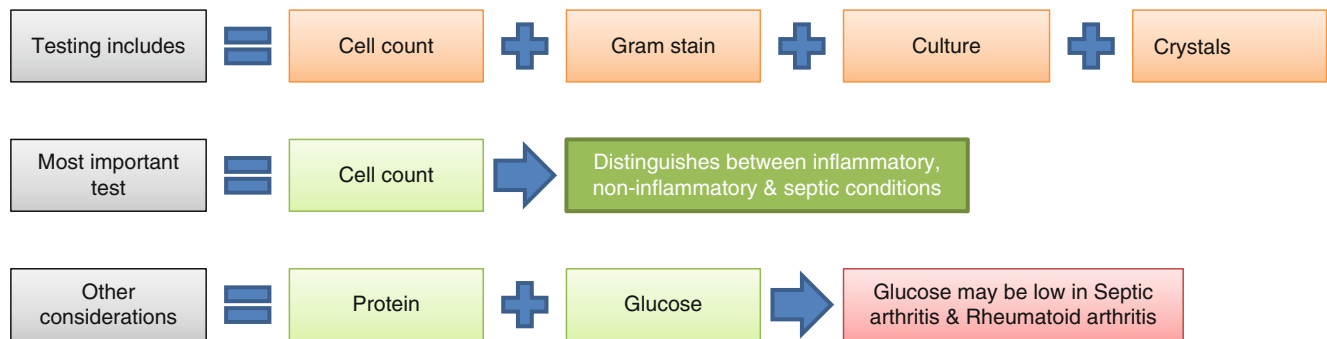 Testing includes
Cell count
Gram stain
Culture
Crystals
Most important
test
Cell count
Distinguishes between inflammatory,
non-inflammatory & septic conditions
Other
considerations
Protein
Glucose
Glucose may be low in Septic
arthritis & Rheumatoid arthritis